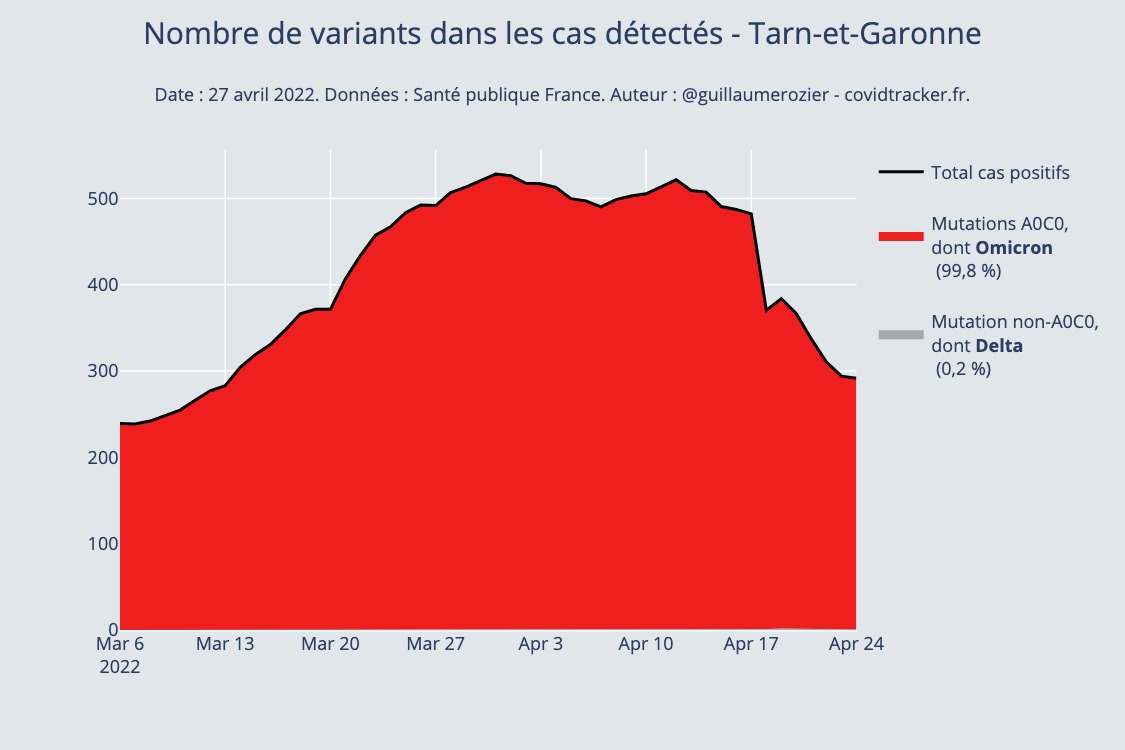 Nombre de variants dans les cas détectés - Tarn-et-Garonne
Date : 27 avril 2022. Données : Santé publique France. Auteur : @guillaumerozier - covidtracker.fr.
Total cas positifs
Mutations A0C0,
dont Omicron
(99,8 %)
Mutation non-A0C0,
dont Delta
(0,2 %)
500
400
300
200
100
0
Mar 6 Mar 13 Mar 20 Mar 27 Apr 3 Apr 10 Apr 17 Apr 24
2022